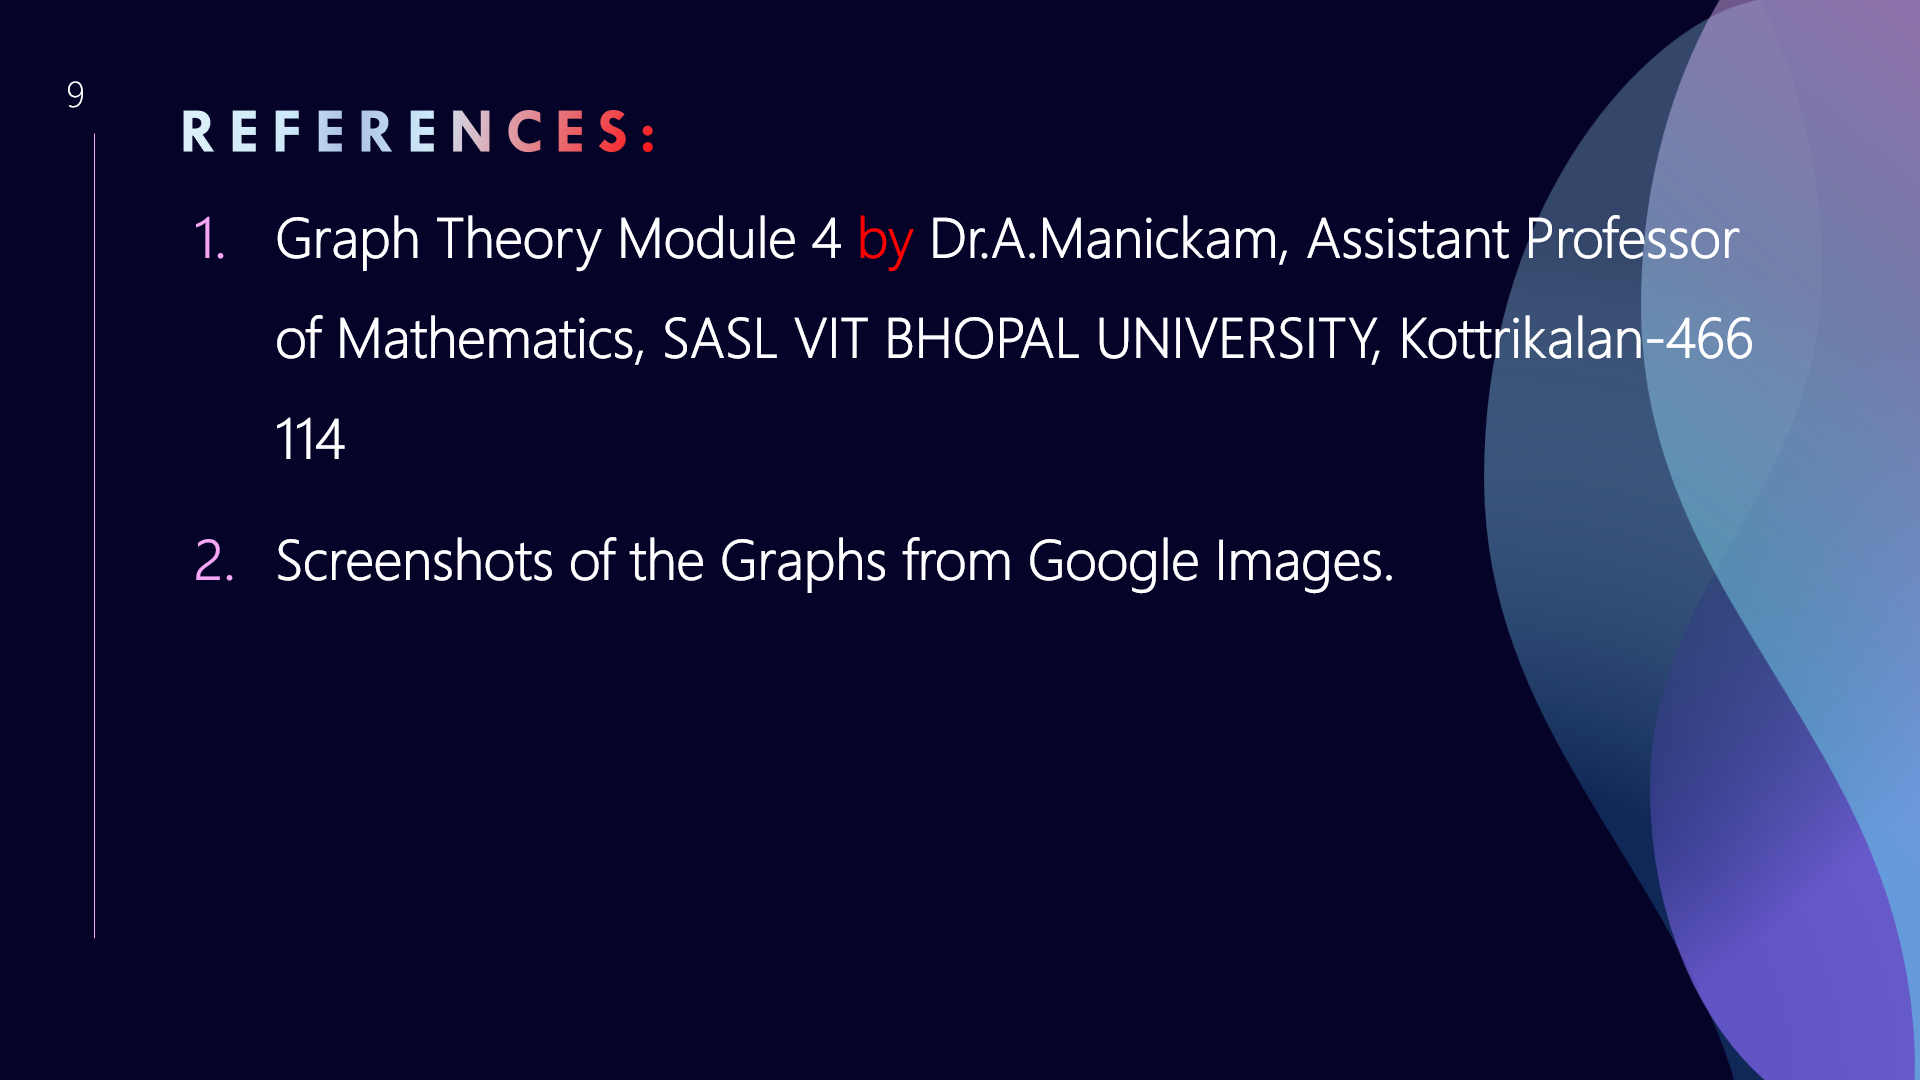 9
REFERENCES:
1. Graph Theory Module 4 by Dr.A.Manickam, Assistant Professor
of Mathematics, SASL VIT BHOPAL UNIVERSITY, Kottrikalan-466
114
2. Screenshots of the Graphs from Google Images.